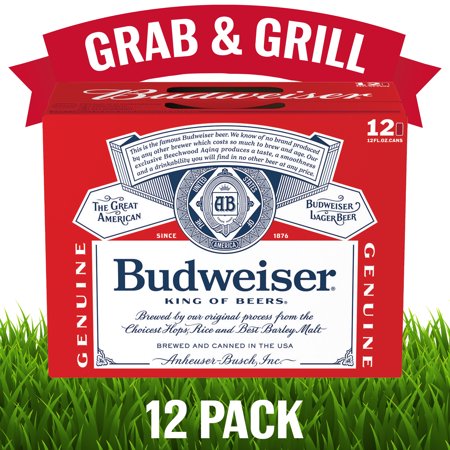 GRAB & GRILL
Budweiser
12
12 FL.OZ. CANS
This is the famous Budweiser beer. We know of no brand produced
by any other brewer which costs so much to brew and age. Our
exclusive Beechwood Aging produces a taste, a smoothness
and a drinkability you will find in no other beer at any price.
THE GREAT
AMERICAN
AB
BUDWEISER
LAGER BEER
SINCE 1876
AMERICA
GENUINE
GENUINE
Budweiser®
KING OF BEERS®
Brewed by our original process from the
Choicest Hops, Rice and Best Barley Malt
BREWED AND CANNED IN THE USA
Anheuser-Busch, Inc.
12 PACK